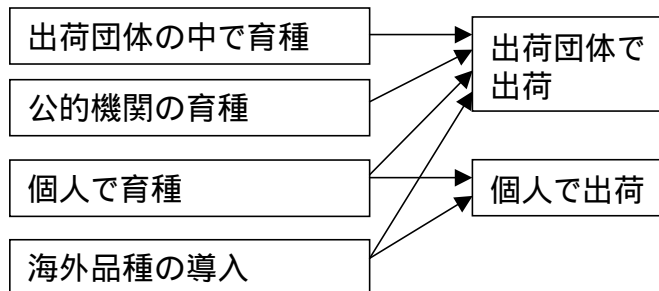 出荷団体の中で育種
公的機関の育種
個人で育種
海外品種の導入
出荷団体で
出荷
個人で出荷